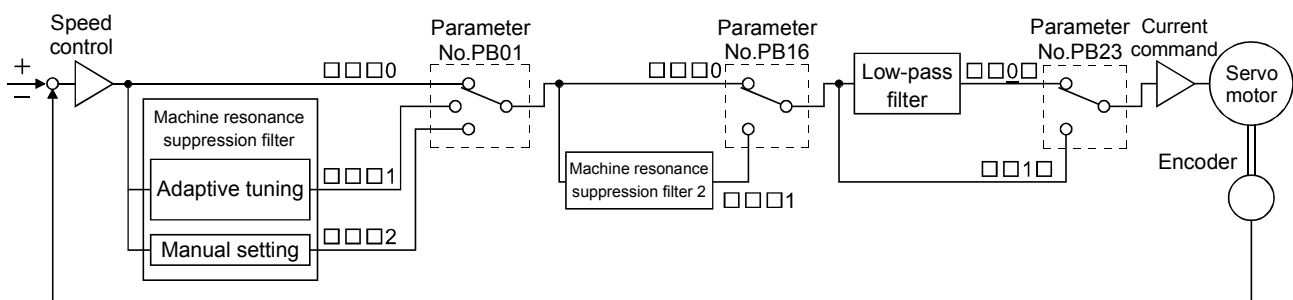 Speed
control
+
−
Parameter
No.PB01
□□□0
Machine resonance
suppression filter
Adaptive tuning
□□□1
Manual setting
□□□2
Parameter
No.PB16
□□□0
Machine resonance
suppression filter 2
□□□1
Low-pass
filter
□□0□
Parameter
No.PB23
□□1□
Current
command
Servo
motor
Encoder